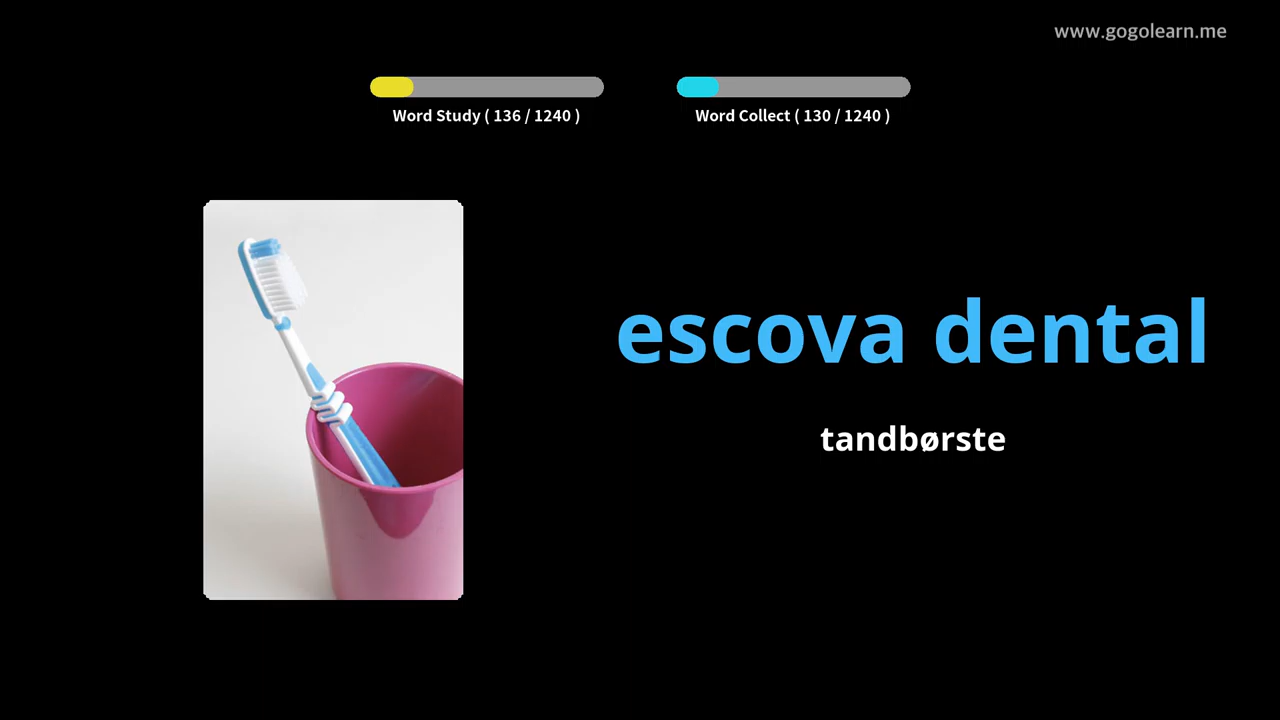 www.gogolearn.me
Word Study ( 136 / 1240 )
Word Collect ( 130 / 1240 )
escova dental
tandbørste